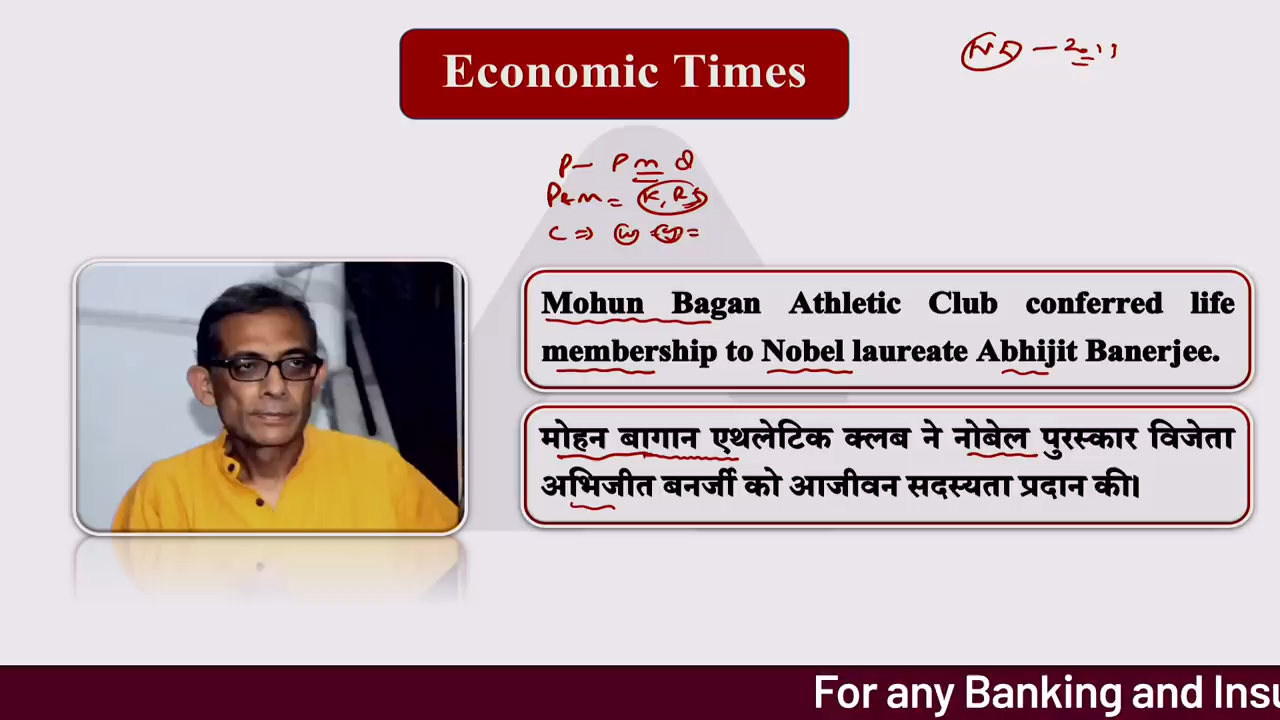 Economic Times
Mohun Bagan Athletic Club conferred life
membership to Nobel laureate Abhijit Banerjee.
मोहन बागान एथलेटिक क्लब ने नोबेल पुरस्कार विजेता
अभिजीत बनर्जी को आजीवन सदस्यता प्रदान की।
For any Banking and Insu